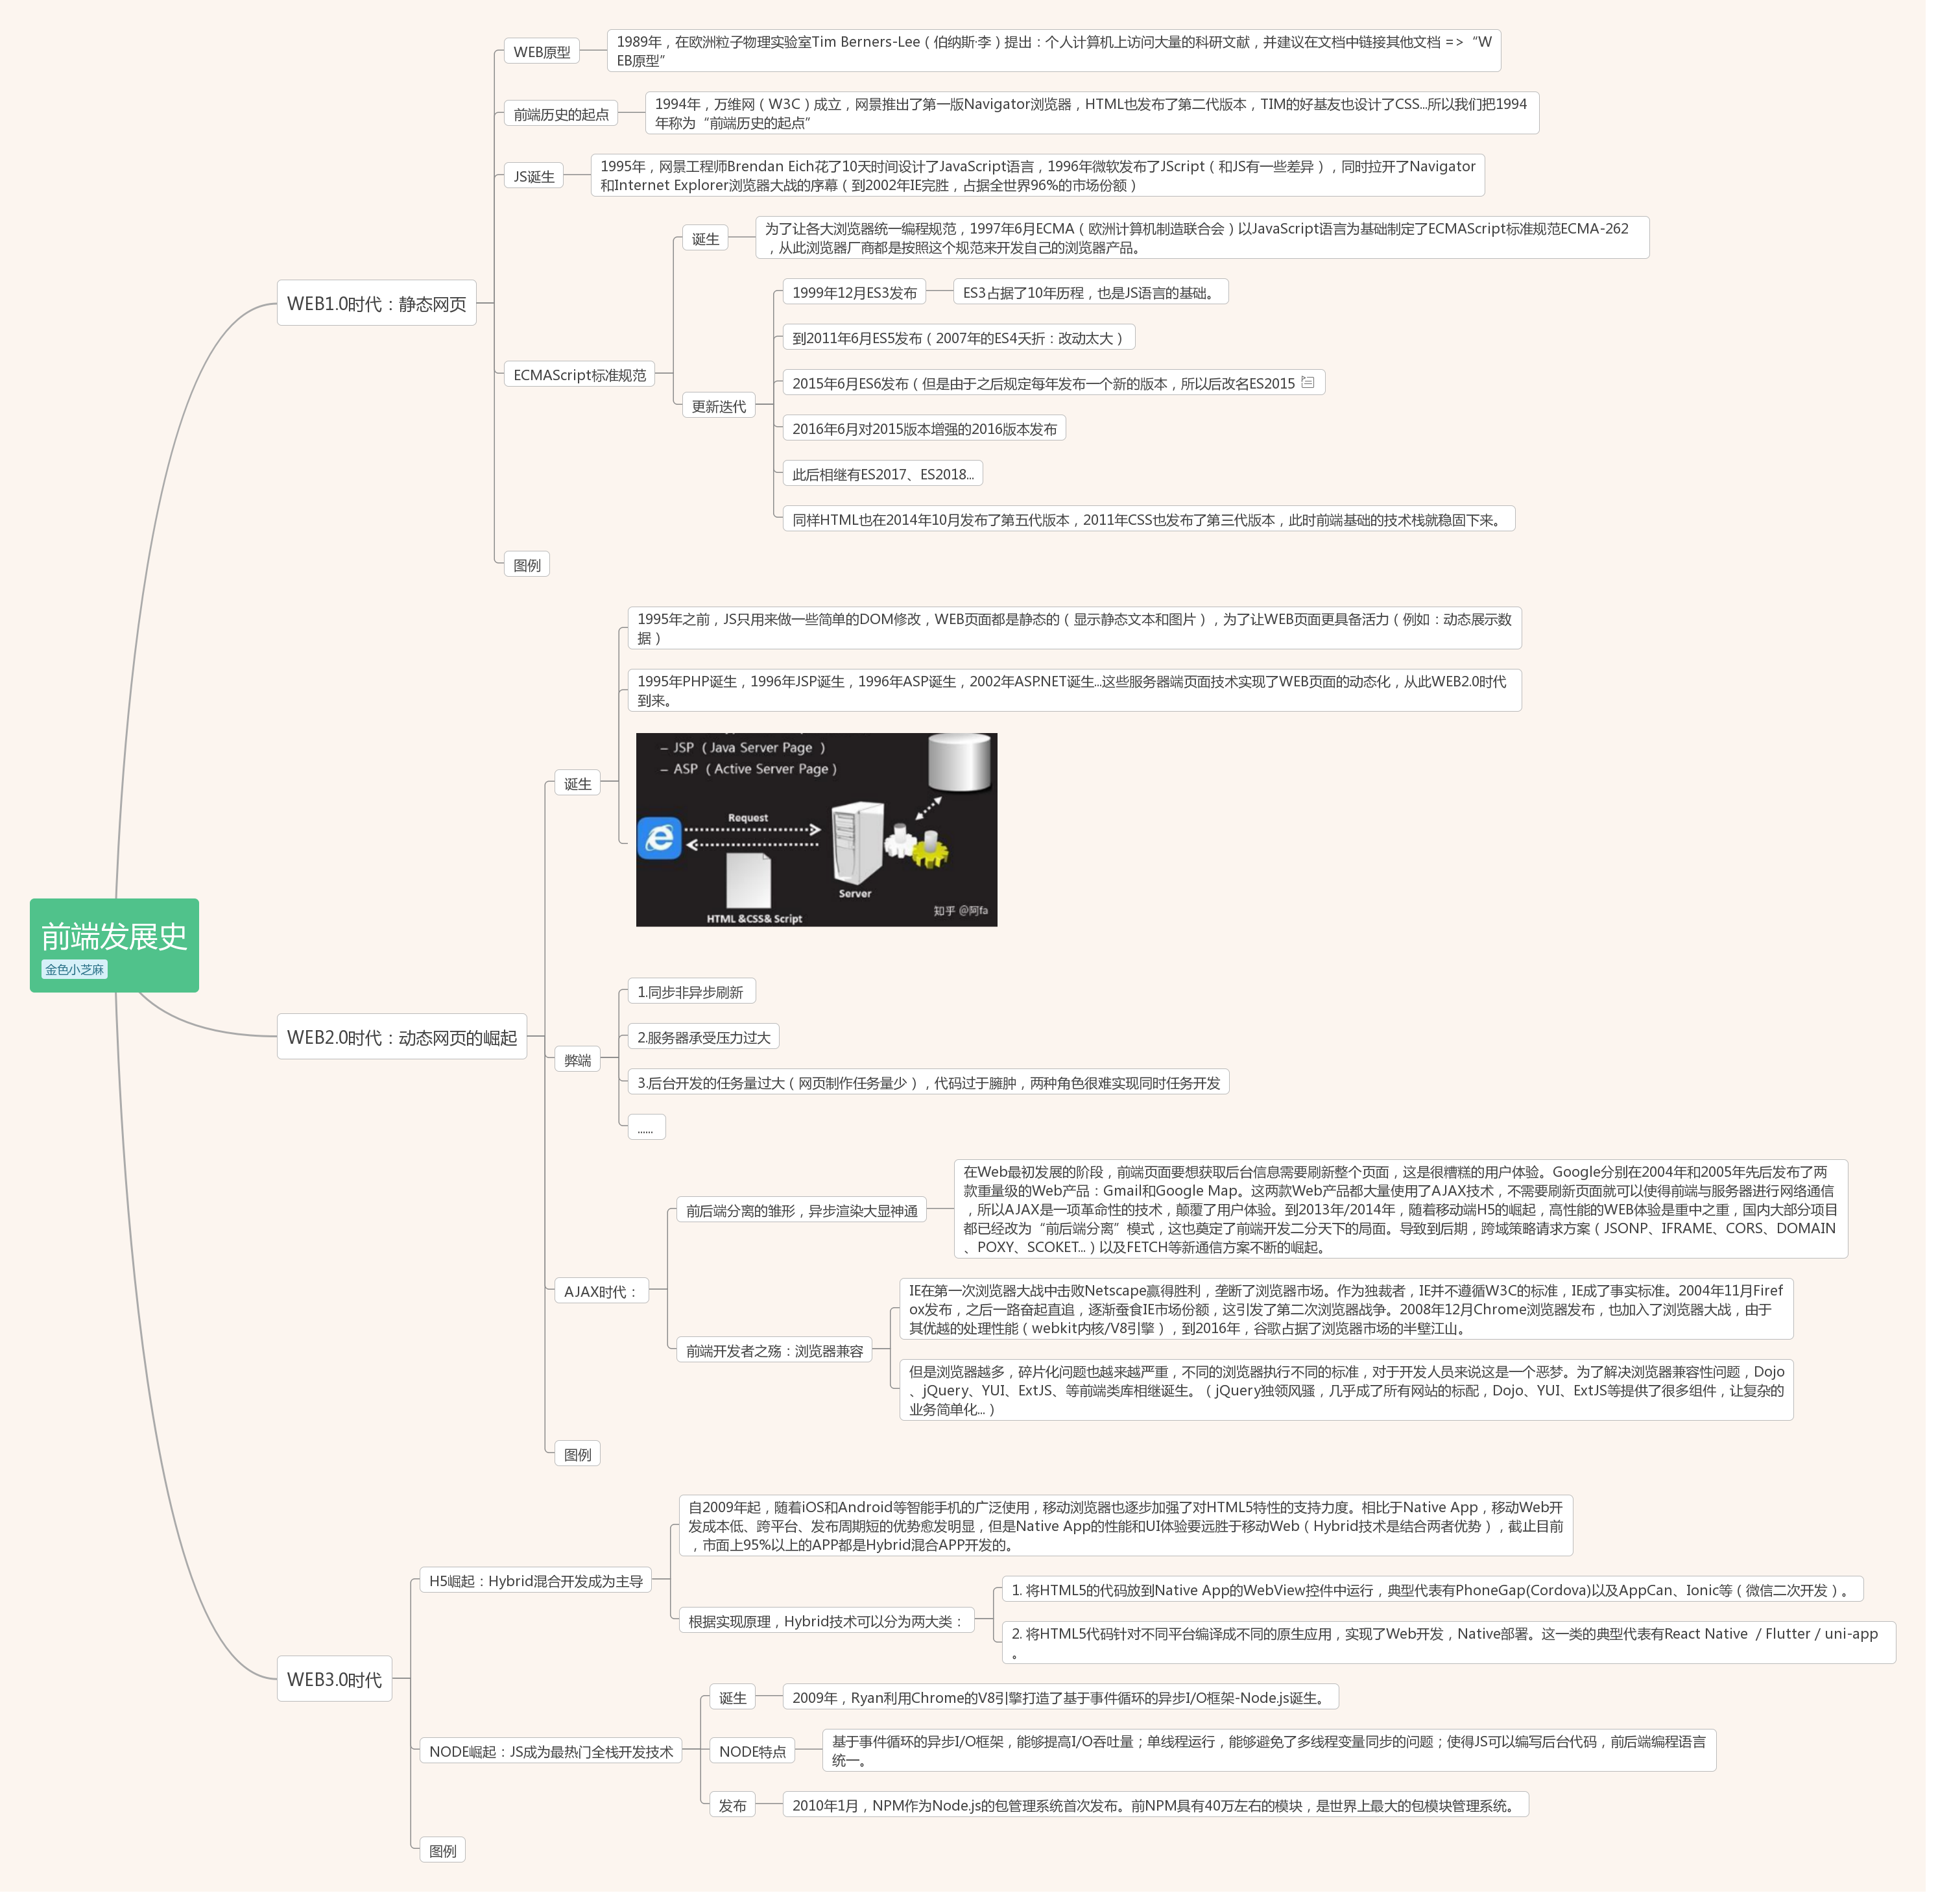 WEB原型
1989年，在欧洲粒子物理实验室Tim Berners-Lee（伯纳斯·李）提出：个人计算机上访问大量的科研文献，并建议在文档中链接其他文档 =>“W
EB原型”
前端历史的起点
1994年，万维网（W3C）成立，网景推出了第一版Navigator浏览器，HTML也发布了第二代版本，TIM的好基友也设计了CSS...所以我们把1994
年称为“前端历史的起点”
JS诞生
1995年，网景工程师Brendan Eich花了10天时间设计了JavaScript语言，1996年微软发布了JScript（和JS有一些差异），同时拉开了Navigator
和Internet Explorer浏览器大战的序幕（到2002年IE完胜，占据全世界96%的市场份额）
WEB1.0时代：静态网页
ECMAScript标准规范
诞生
为了让各大浏览器统一编程规范，1997年6月ECMA（欧洲计算机制造联合会）以JavaScript语言为基础制定了ECMAScript标准规范ECMA-262
，从此浏览器厂商都是按照这个规范来开发自己的浏览器产品。
更新迭代
1999年12月ES3发布
ES3占据了10年历程，也是JS语言的基础。
到2011年6月ES5发布（2007年的ES4夭折：改动太大）
2015年6月ES6发布（但是由于之后规定每年发布一个新的版本，所以后改名ES2015
2016年6月对2015版本增强的2016版本发布
此后相继有ES2017、ES2018...
同样HTML也在2014年10月发布了第五代版本，2011年CSS也发布了第三代版本，此时前端基础的技术栈就稳固下来。
图例
前端发展史
金色小芝麻
WEB2.0时代：动态网页的崛起
诞生
1995年之前，JS只用来做一些简单的DOM修改，WEB页面都是静态的（显示静态文本和图片），为了让WEB页面更具备活力（例如：动态展示数
据）
1995年PHP诞生，1996年JSP诞生，1996年ASP诞生，2002年ASP.NET诞生...这些服务器端页面技术实现了WEB页面的动态化，从此WEB2.0时代
到来。
– JSP （Java Server Page ）
– ASP （Active Server Page）
Request
Server
HTML &CSS& Script
知乎 @阿fa
弊端
1.同步非异步刷新
2.服务器承受压力过大
3.后台开发的任务量过大（网页制作任务量少），代码过于臃肿，两种角色很难实现同时任务开发
......
AJAX时代：
前后端分离的雏形，异步渲染大显神通
在Web最初发展的阶段，前端页面要想获取后台信息需要刷新整个页面，这是很糟糕的用户体验。Google分别在2004年和2005年先后发布了两
款重量级的Web产品：Gmail和Google Map。这两款Web产品都大量使用了AJAX技术，不需要刷新页面就可以使得前端与服务器进行网络通信
，所以AJAX是一项革命性的技术，颠覆了用户体验。到2013年/2014年，随着移动端H5的崛起，高性能的WEB体验是重中之重，国内大部分项目
都已经改为“前后端分离”模式，这也奠定了前端开发二分天下的局面。导致到后期，跨域策略请求方案（JSONP、IFRAME、CORS、DOMAIN
、POXY、SCOKET...）以及FETCH等新通信方案不断的崛起。
前端开发者之殇：浏览器兼容
IE在第一次浏览器大战中击败Netscape赢得胜利，垄断了浏览器市场。作为独裁者，IE并不遵循W3C的标准，IE成了事实标准。2004年11月Firef
ox发布，之后一路奋起直追，逐渐蚕食IE市场份额，这引发了第二次浏览器战争。2008年12月Chrome浏览器发布，也加入了浏览器大战，由于
其优越的处理性能（webkit内核/V8引擎），到2016年，谷歌占据了浏览器市场的半壁江山。
但是浏览器越多，碎片化问题也越来越严重，不同的浏览器执行不同的标准，对于开发人员来说这是一个恶梦。为了解决浏览器兼容性问题，Dojo
、jQuery、YUI、ExtJS、等前端类库相继诞生。（jQuery独领风骚，几乎成了所有网站的标配，Dojo、YUI、ExtJS等提供了很多组件，让复杂的
业务简单化...）
图例
WEB3.0时代
H5崛起：Hybrid混合开发成为主导
自2009年起，随着iOS和Android等智能手机的广泛使用，移动浏览器也逐步加强了对HTML5特性的支持力度。相比于Native App，移动Web开
发成本低、跨平台、发布周期短的优势愈发明显，但是Native App的性能和UI体验要远胜于移动Web（Hybrid技术是结合两者优势），截止目前
，市面上95%以上的APP都是Hybrid混合APP开发的。
根据实现原理，Hybrid技术可以分为两大类：
1. 将HTML5的代码放到Native App的WebView控件中运行，典型代表有PhoneGap(Cordova)以及AppCan、Ionic等（微信二次开发）。
2. 将HTML5代码针对不同平台编译成不同的原生应用，实现了Web开发，Native部署。这一类的典型代表有React Native / Flutter / uni-app
。
NODE崛起：JS成为最热门全栈开发技术
诞生
2009年，Ryan利用Chrome的V8引擎打造了基于事件循环的异步I/O框架-Node.js诞生。
NODE特点
基于事件循环的异步I/O框架，能够提高I/O吞吐量；单线程运行，能够避免了多线程变量同步的问题；使得JS可以编写后台代码，前后端编程语言
统一。
发布
2010年1月，NPM作为Node.js的包管理系统首次发布。前NPM具有40万左右的模块，是世界上最大的包模块管理系统。
图例